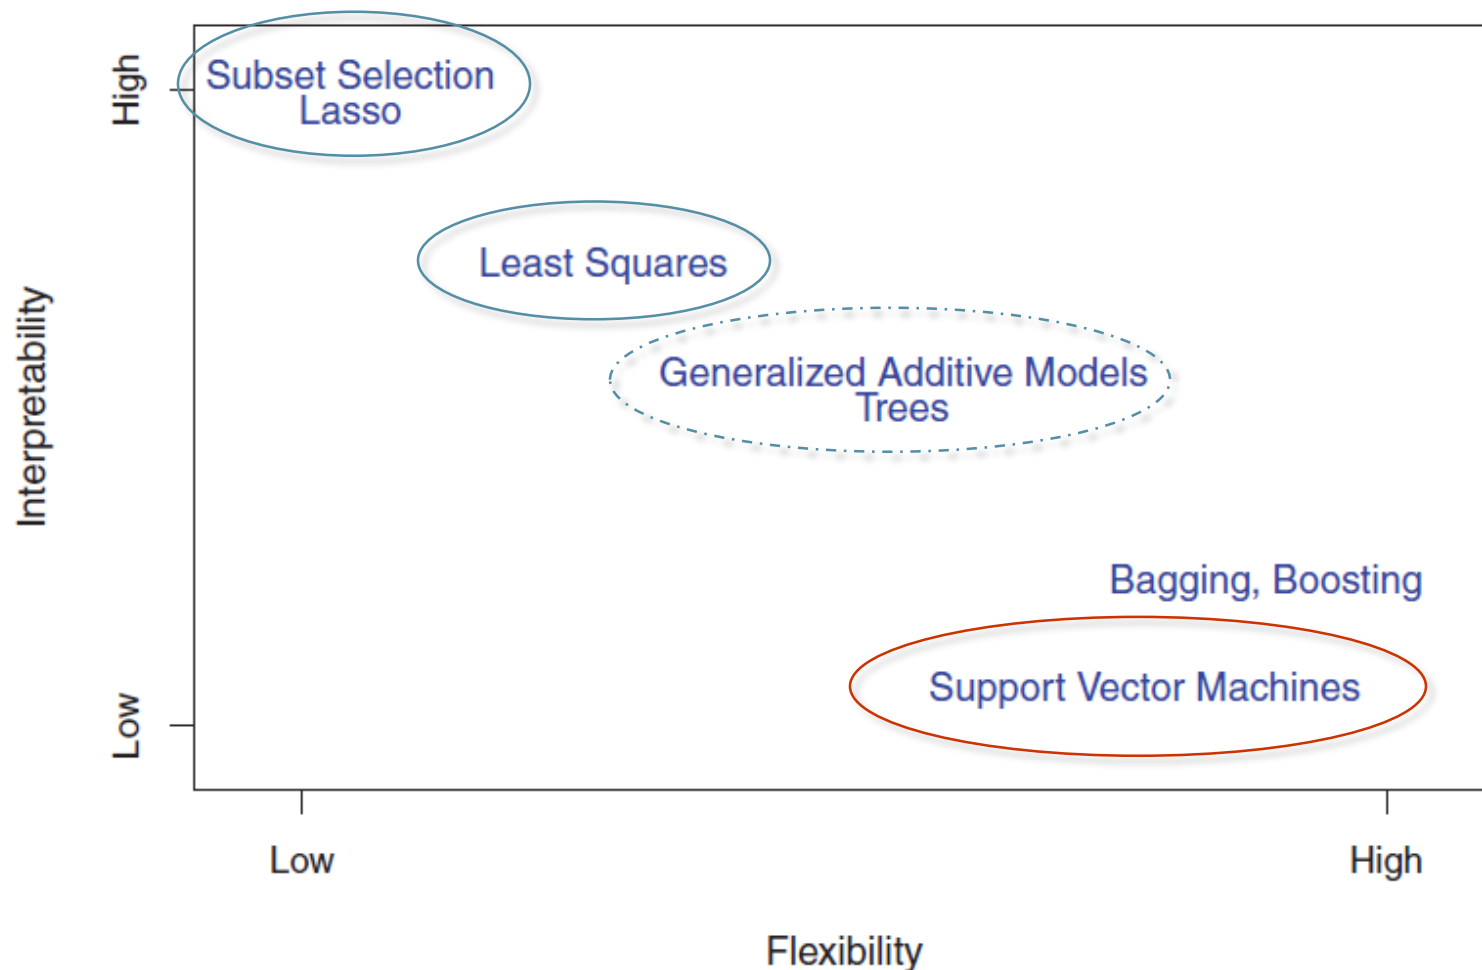 High
Subset Selection
Lasso
Least Squares
Interpretability
Generalized Additive Models
Trees
Bagging, Boosting
Support Vector Machines
Low
Low
High
Flexibility